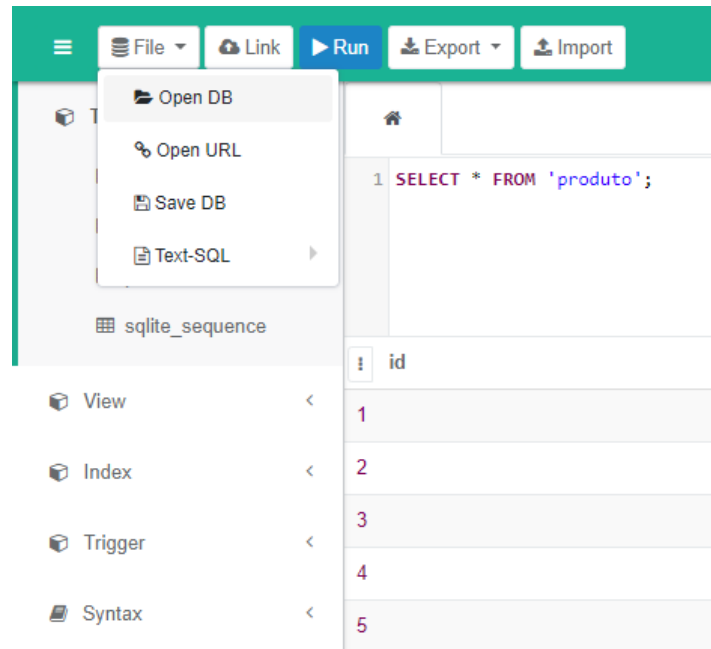 File Link Run Export Import
Open DB
Open URL
Save DB
Text-SQL
sqlite_sequence
View
Index
Trigger
Syntax
1 SELECT * FROM 'produto';
id
1
2
3
4
5